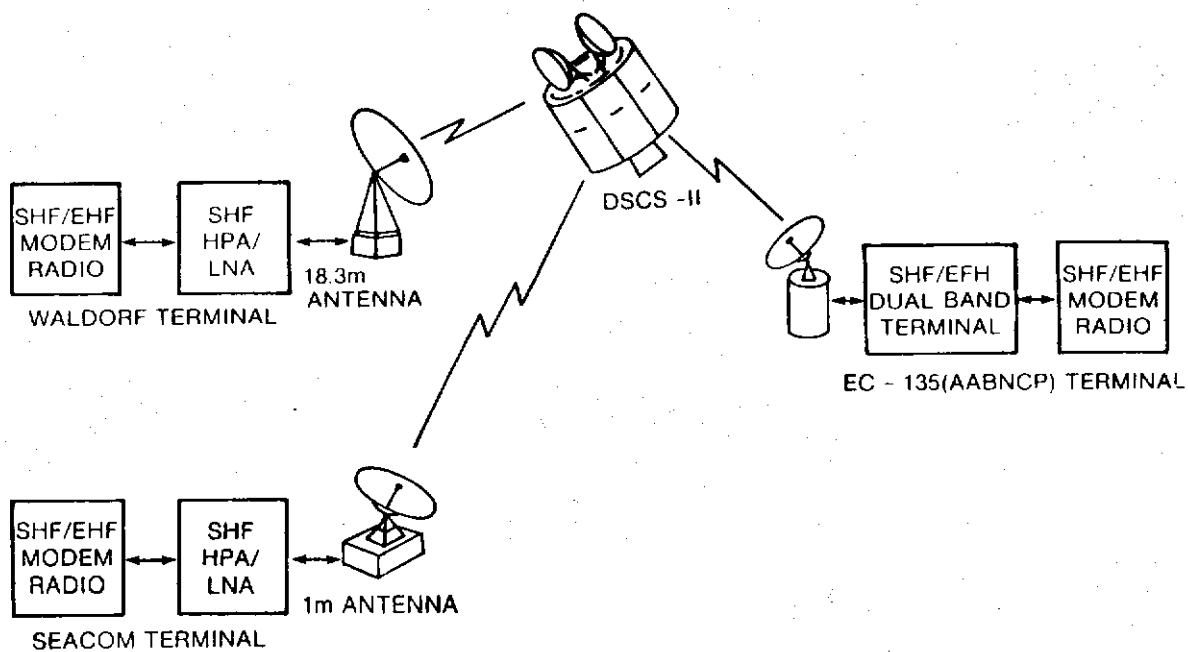 DSCS -II
SHF/EHF
MODEM
RADIO
SHF
HPA/
LNA
18.3m
ANTENNA
WALDORF TERMINAL
SHF/EFH
DUAL BAND
TERMINAL
SHF/EHF
MODEM
RADIO
EC - 135(AABNCP) TERMINAL
SHF/EHF
MODEM
RADIO
SHF
HPA/
LNA
1m ANTENNA
SEACOM TERMINAL